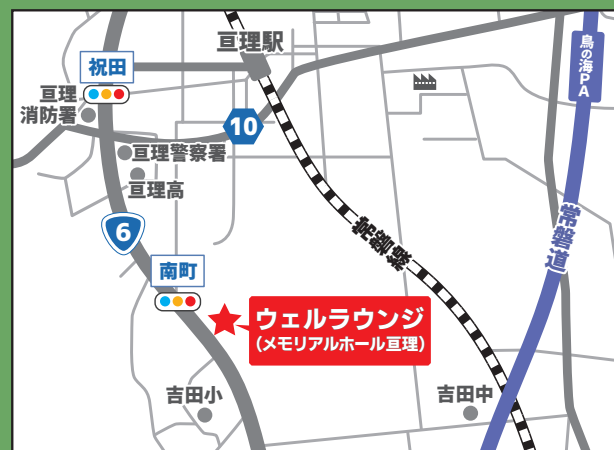 亘理駅
祝田
亘理
消防署
鳥の海PA
10
亘理警察署
亘理高
6
常磐線
常磐道
南町
ウェルラウンジ
(メモリアルホール亘理)
吉田小
吉田中